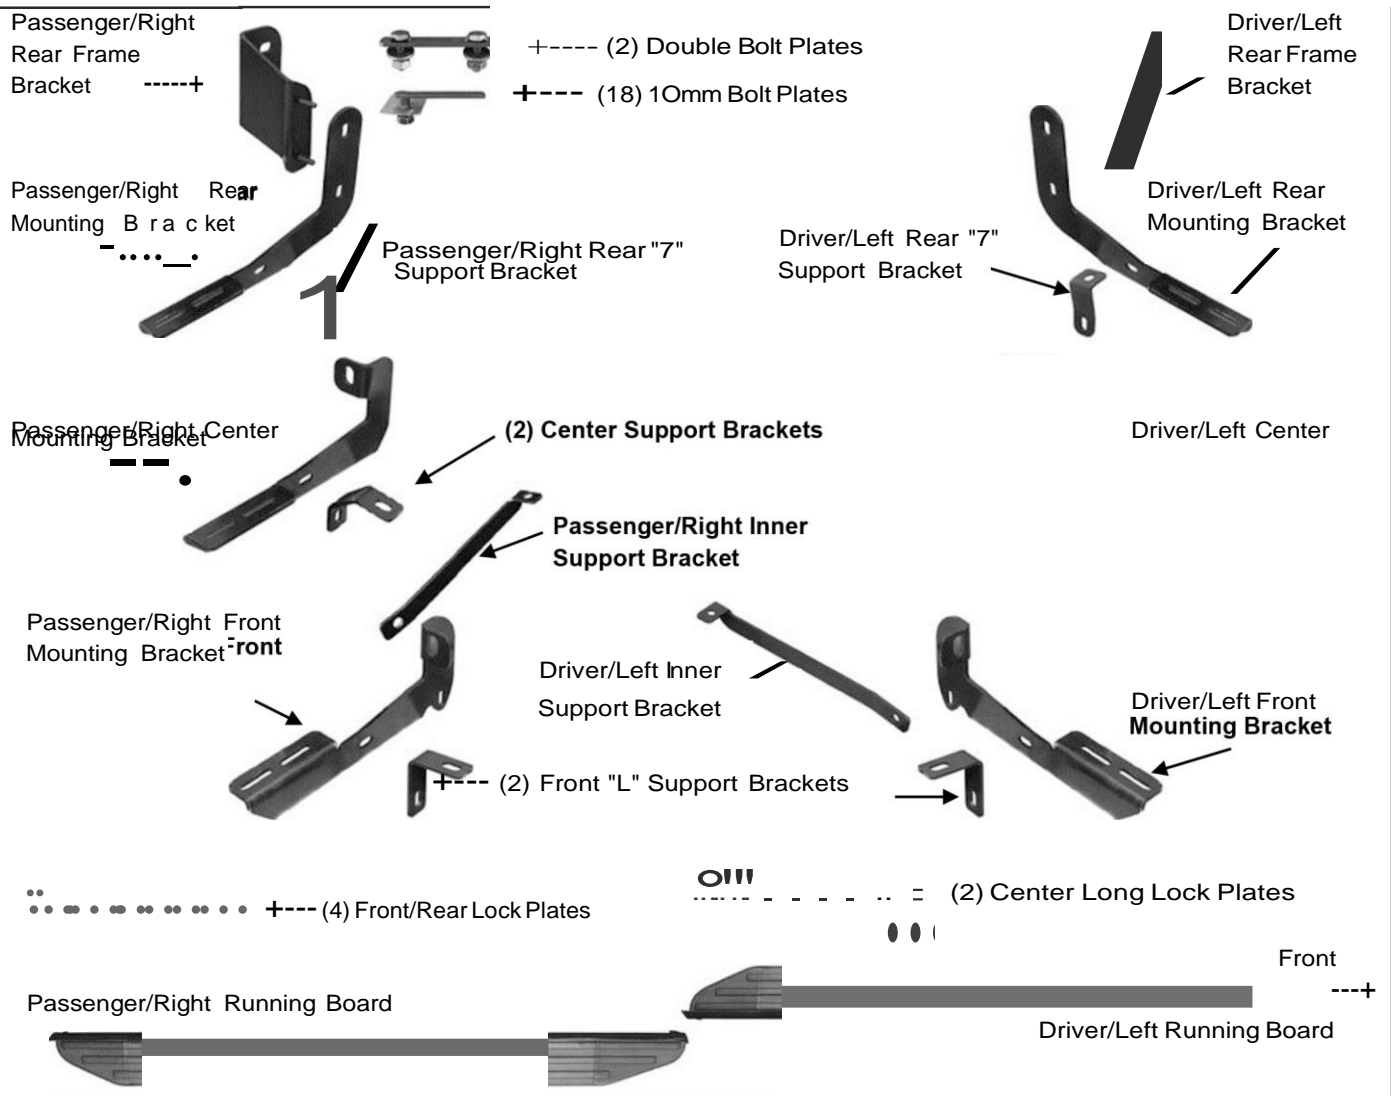 Passenger/Right
Rear Frame
Bracket -----+
+---- (2) Double Bolt Plates
+---- (18) 1Omm Bolt Plates
Driver/Left
Rear Frame
Bracket
Passenger/Right Rear
Mounting Bracket
Passenger/Right Rear "7"
Support Bracket
1
Driver/Left Rear "7"
Support Bracket
Driver/Left Rear
Mounting Bracket
Passenger/Right Center
Mounting Bracket
(2) Center Support Brackets
Driver/Left Center
Passenger/Right Inner
Support Bracket
Passenger/Right Front
Mounting Bracket
Driver/Left Inner
Support Bracket
Driver/Left Front
Mounting Bracket
+--- (2) Front "L" Support Brackets
+--- (4) Front/Rear Lock Plates
(2) Center Long Lock Plates
Front
---+
Passenger/Right Running Board
Driver/Left Running Board